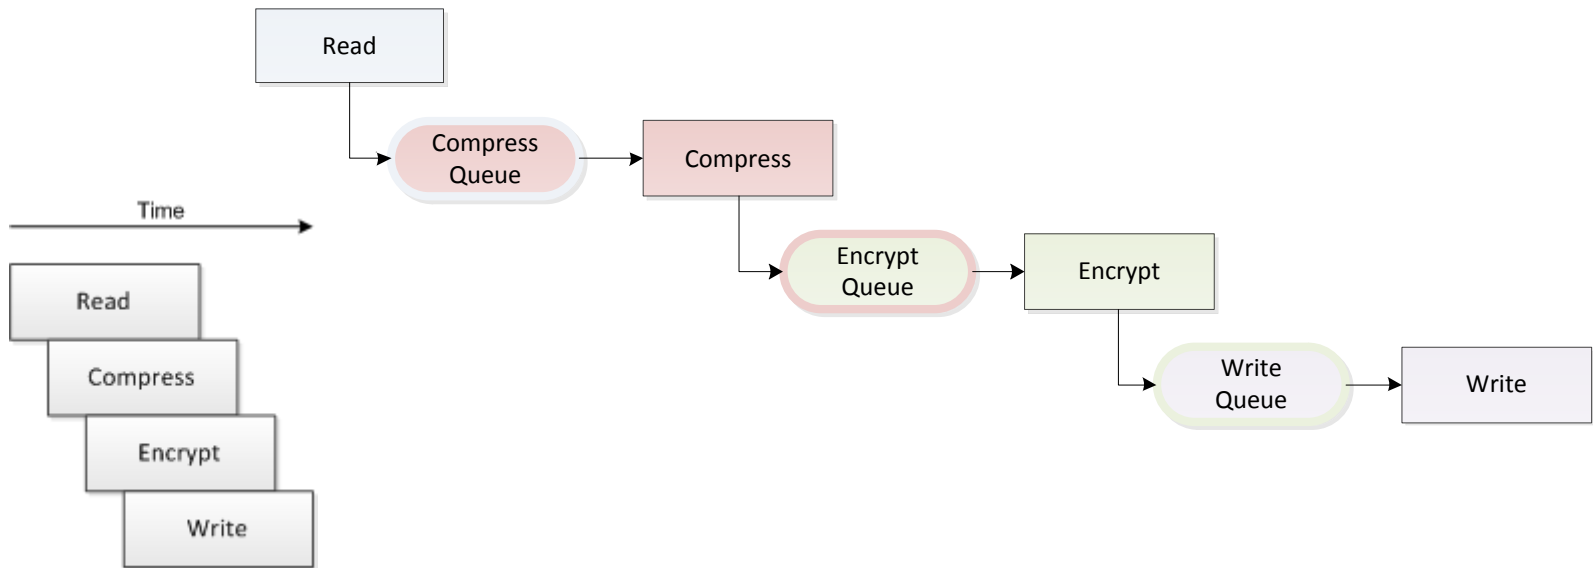 Read
Compress
Queue
Compress
Encrypt
Queue
Encrypt
Write
Queue
Write
Time
Read
Compress
Encrypt
Write